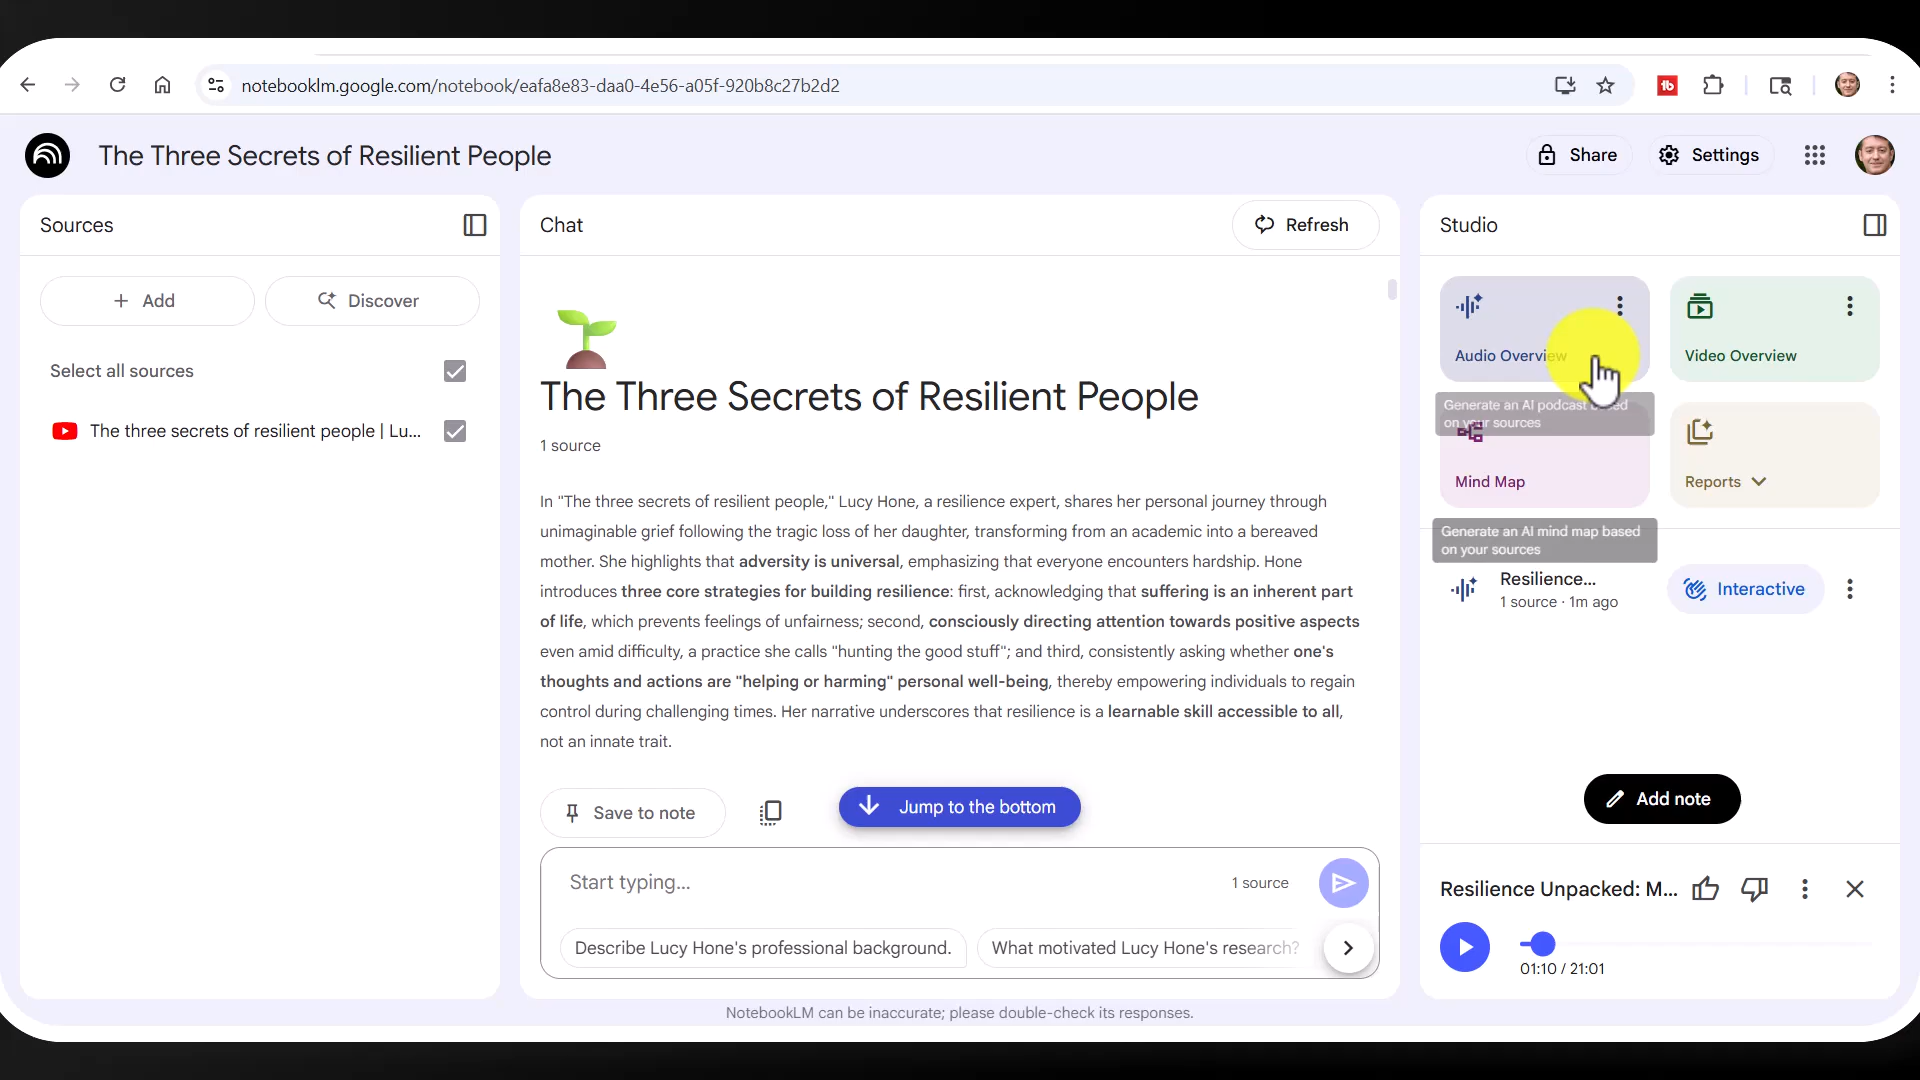 notebooklm.google.com/notebook/eafa8e83-daa0-4e56-a05f-920b8c27b2d2
tb
The Three Secrets of Resilient People
Share
Settings
Sources
Add
Discover
Select all sources
The three secrets of resilient people | Lu...
Chat
Refresh
The Three Secrets of Resilient People
1 source
In "The three secrets of resilient people," Lucy Hone, a resilience expert, shares her personal journey through
unimaginable grief following the tragic loss of her daughter, transforming from an academic into a bereaved
mother. She highlights that adversity is universal, emphasizing that everyone encounters hardship. Hone
introduces three core strategies for building resilience: first, acknowledging that suffering is an inherent part
of life, which prevents feelings of unfairness; second, consciously directing attention towards positive aspects
even amid difficulty, a practice she calls "hunting the good stuff"; and third, consistently asking whether one's
thoughts and actions are "helping or harming" personal well-being, thereby empowering individuals to regain
control during challenging times. Her narrative underscores that resilience is a learnable skill accessible to all,
not an innate trait.
Save to note
Jump to the bottom
Start typing...
1 source
Describe Lucy Hone's professional background.
What motivated Lucy Hone's research?
NotebookLM can be inaccurate; please double-check its responses.
Studio
Audio Overview
Video Overview
Generate an AI podcast based
on your sources
Mind Map
Reports
Generate an AI mind map based
on your sources
Resilience...
1 source · 1m ago
Interactive
Add note
Resilience Unpacked: M...
01:10 / 21:01